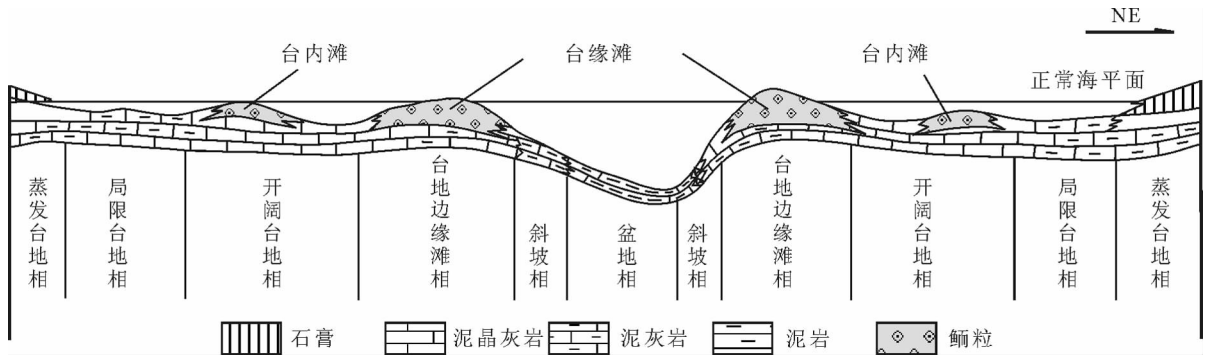 NE
台内滩
台缘滩
台内滩
正常海平面
蒸发台地相
局限台地相
开阔台地相
台地边缘滩相
斜坡相
盆地相
斜坡相
台地边缘滩相
开阔台地相
局限台地相
蒸发台地相
石膏
泥晶灰岩
泥灰岩
泥岩
鲕粒